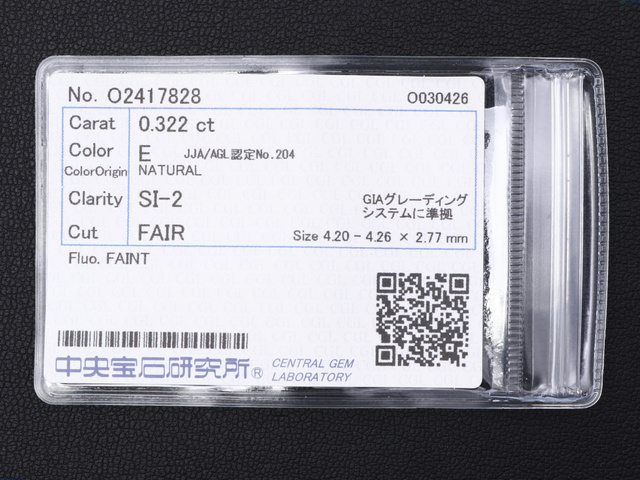 No. O2417828 O030426
Carat 0.322 ct
Color E JJA/AGL認定No.204
ColorOrigin NATURAL
Clarity SI-2 GIAグレーディング
システムに準拠
Cut FAIR Size 4.20 - 4.26 × 2.77 mm
Fluo. FAINT
中央宝石研究所® CENTRAL GEM
LABORATORY